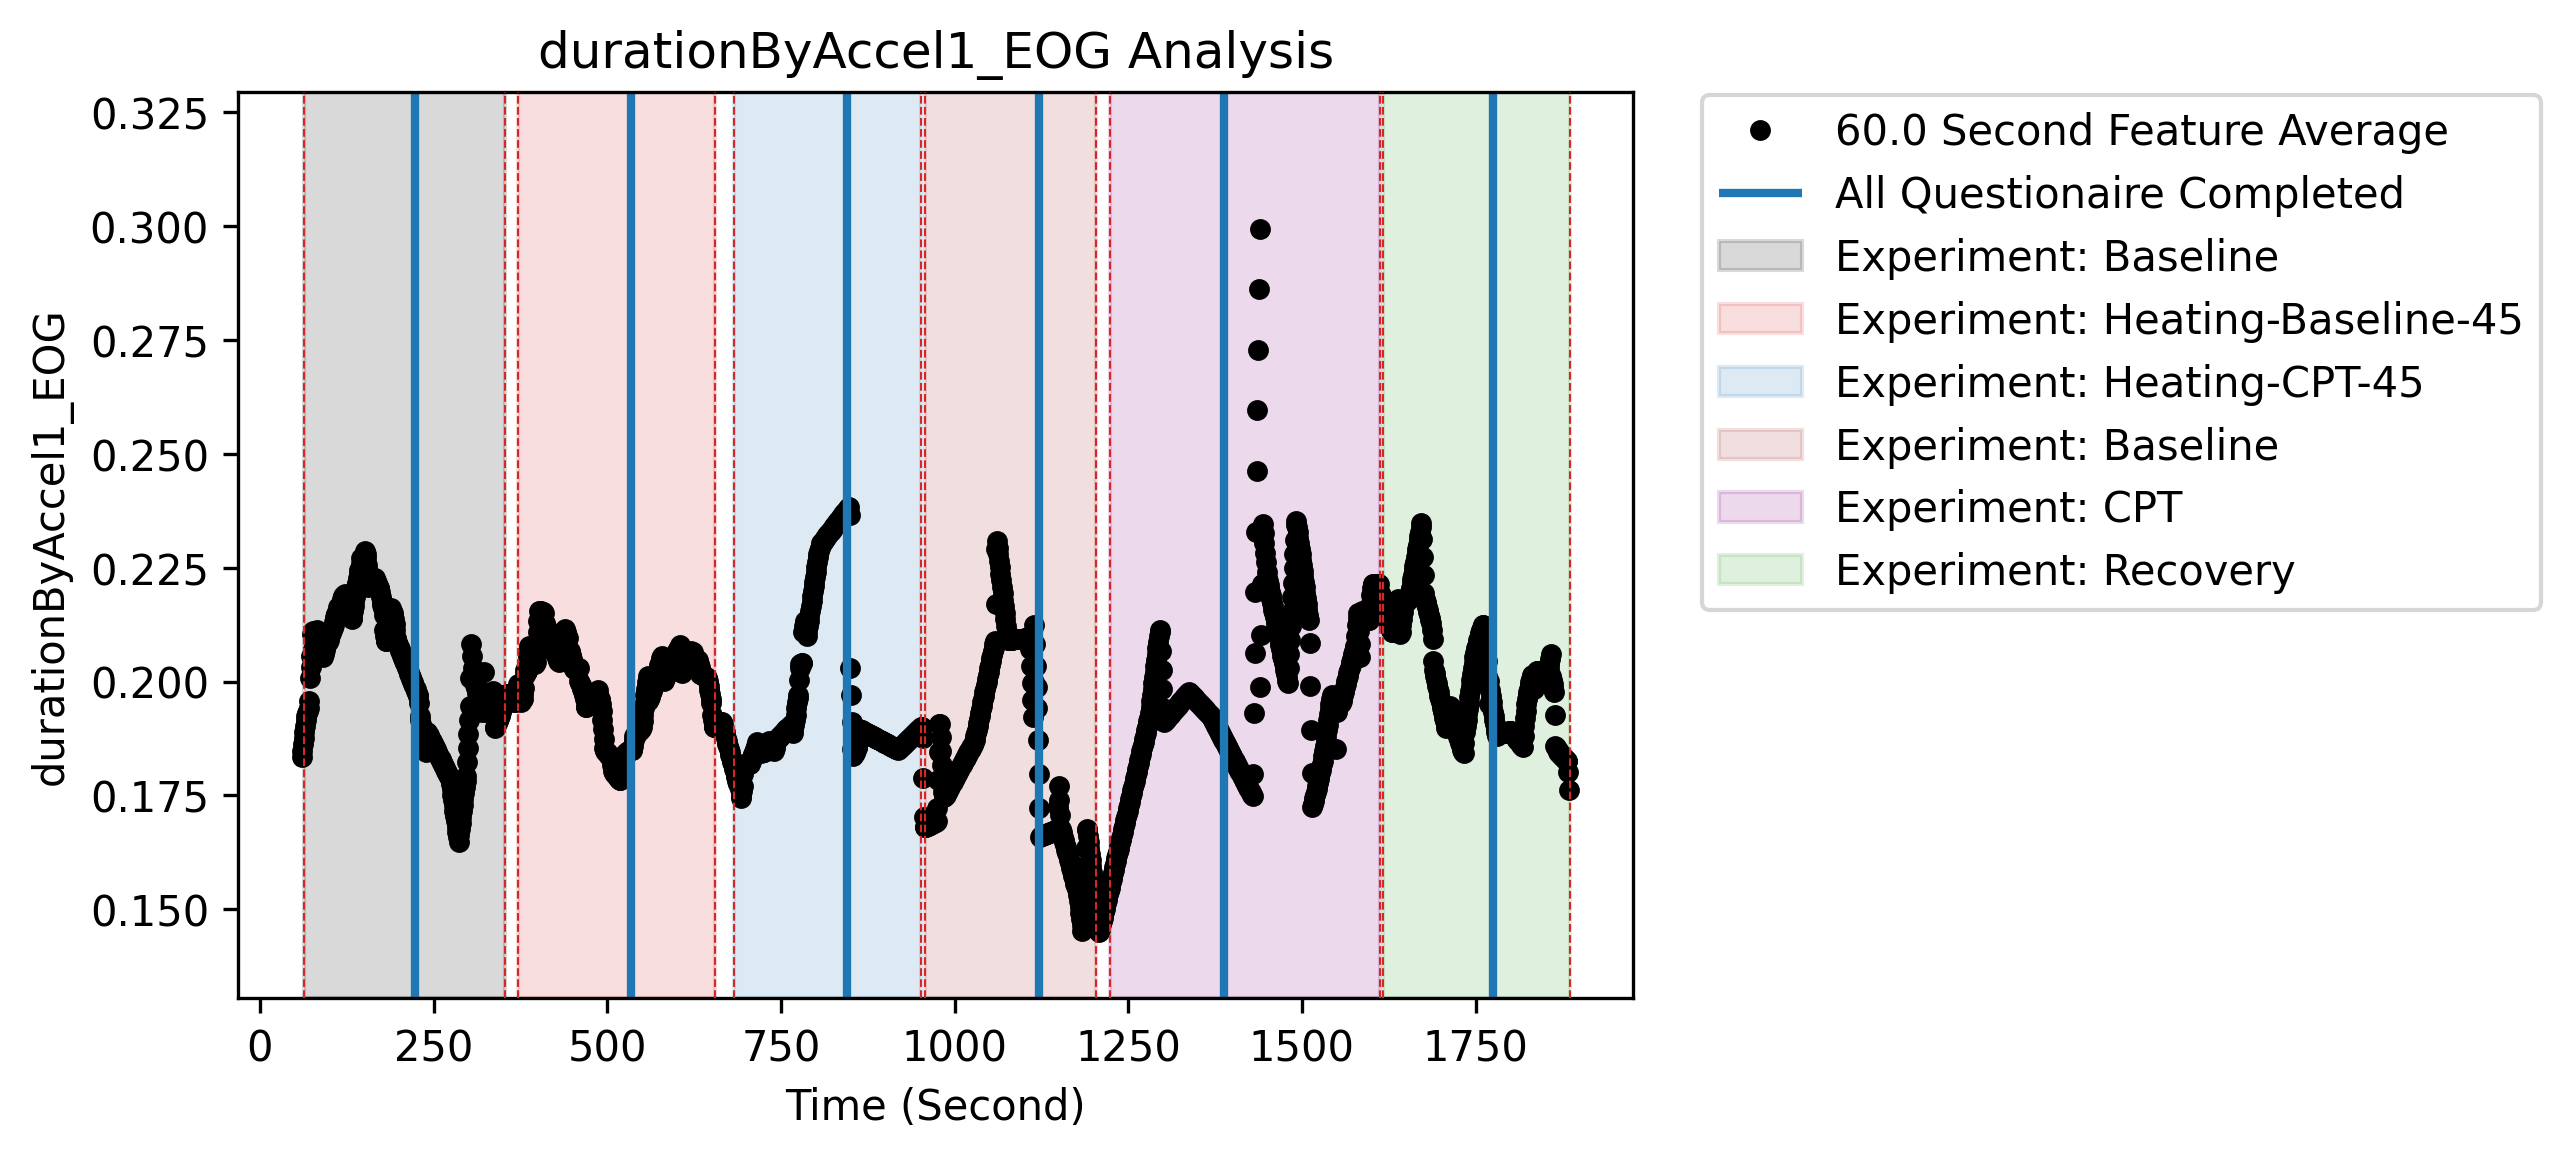 durationByAccel1_EOG Analysis
durationByAccel1_EOG
0.325
0.300
0.275
0.250
0.225
0.200
0.175
0.150
0
250
500
750
1000
1250
1500
1750
Time (Second)
60.0 Second Feature Average
All Questionaire Completed
Experiment: Baseline
Experiment: Heating-Baseline-45
Experiment: Heating-CPT-45
Experiment: Baseline
Experiment: CPT
Experiment: Recovery